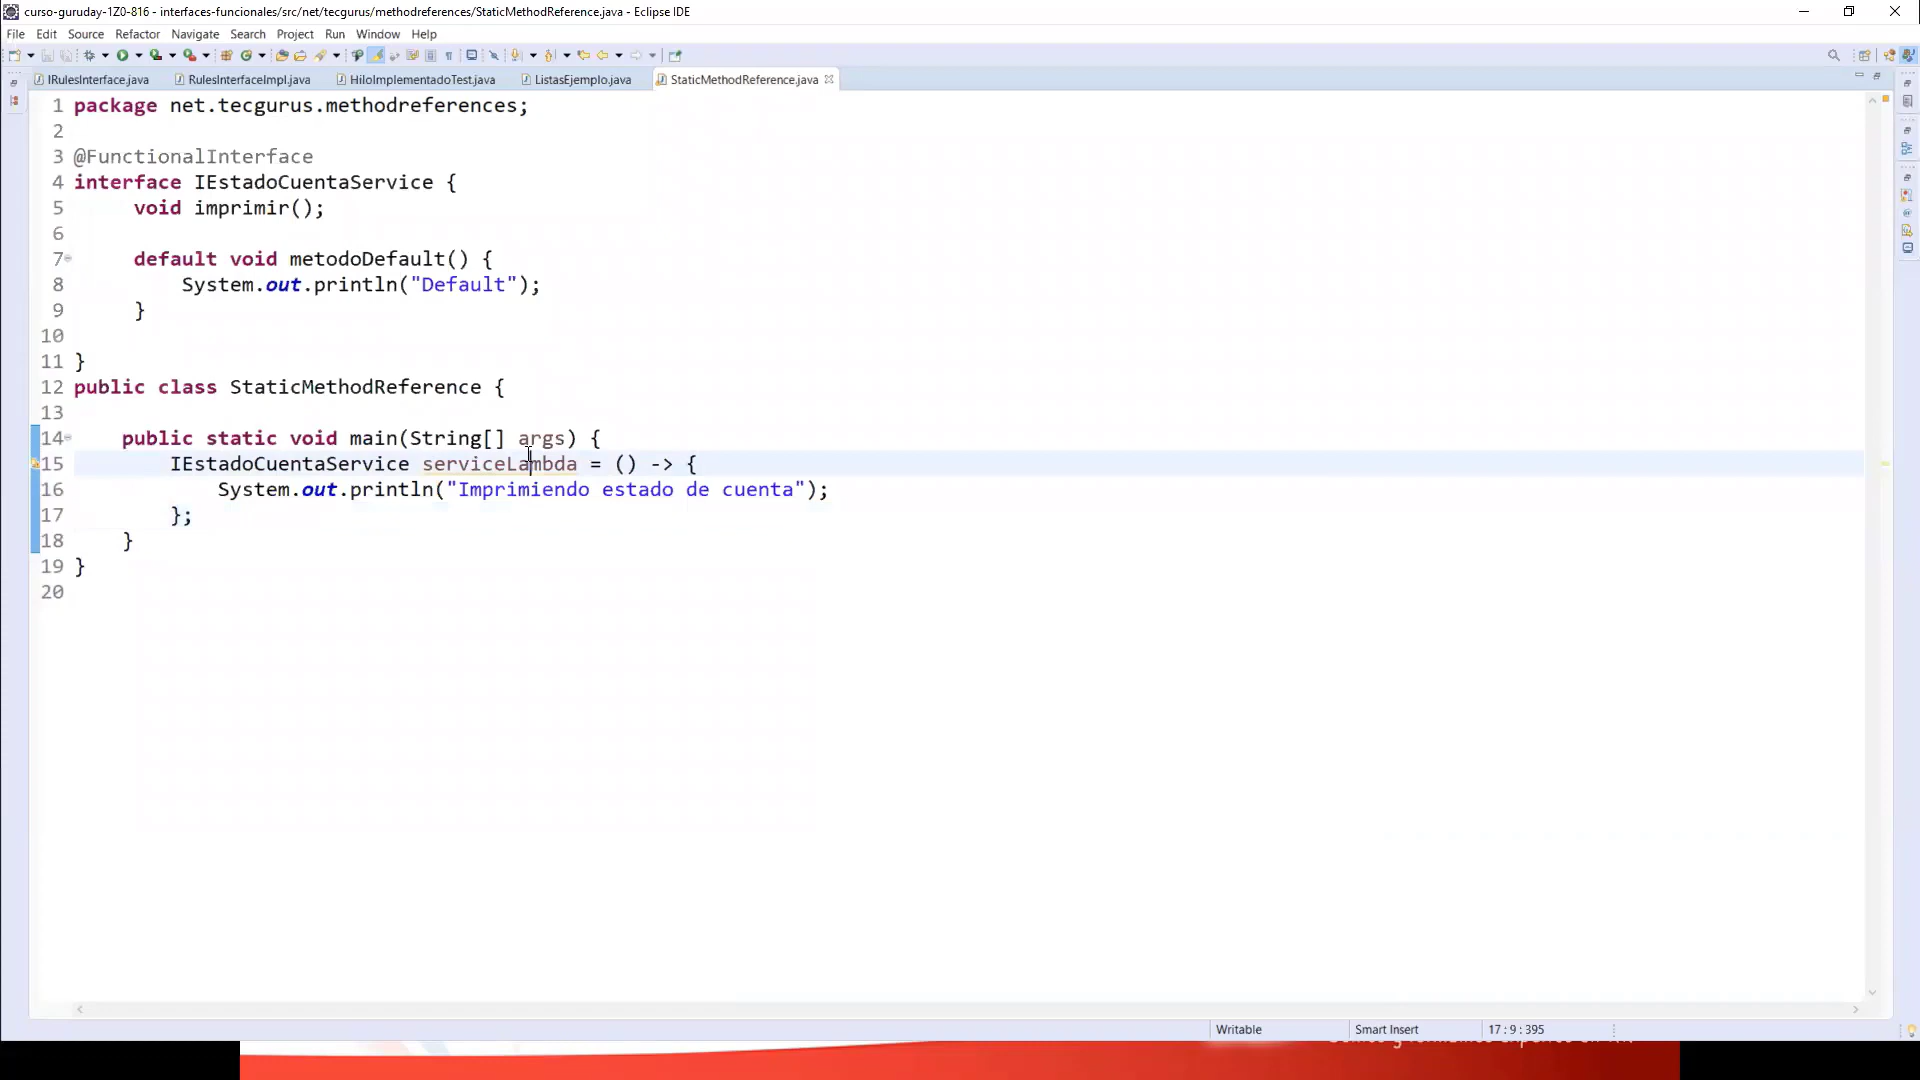 curso-guruday-1Z0-816 - interfaces-funcionales/src/net/tecgurus/methodreferences/StaticMethodReference.java - Eclipse IDE
File Edit Source Refactor Navigate Search Project Run Window Help
IRulesInterface.java RulesInterfaceImpl.java HiloImplementadoTest.java ListasEjemplo.java StaticMethodReference.java
1 package net.tecgurus.methodreferences;
2
3 @FunctionalInterface
4 interface IEstadoCuentaService {
5 void imprimir();
6
7 default void metodoDefault() {
8 System.out.println("Default");
9 }
10
11 }
12 public class StaticMethodReference {
13
14 public static void main(String[] args) {
15 IEstadoCuentaService serviceLambda = () -> {
16 System.out.println("Imprimiendo estado de cuenta");
17 };
18 }
19 }
20
Writable Smart Insert 17 : 9 : 395